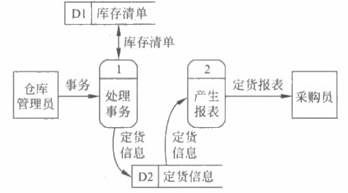 D1 库存清单
库存清单
1
处理
事务
2
产生
报表
仓库
管理员
事务
定货报表
采购员
定货
信息
定货
信息
D2 定货信息